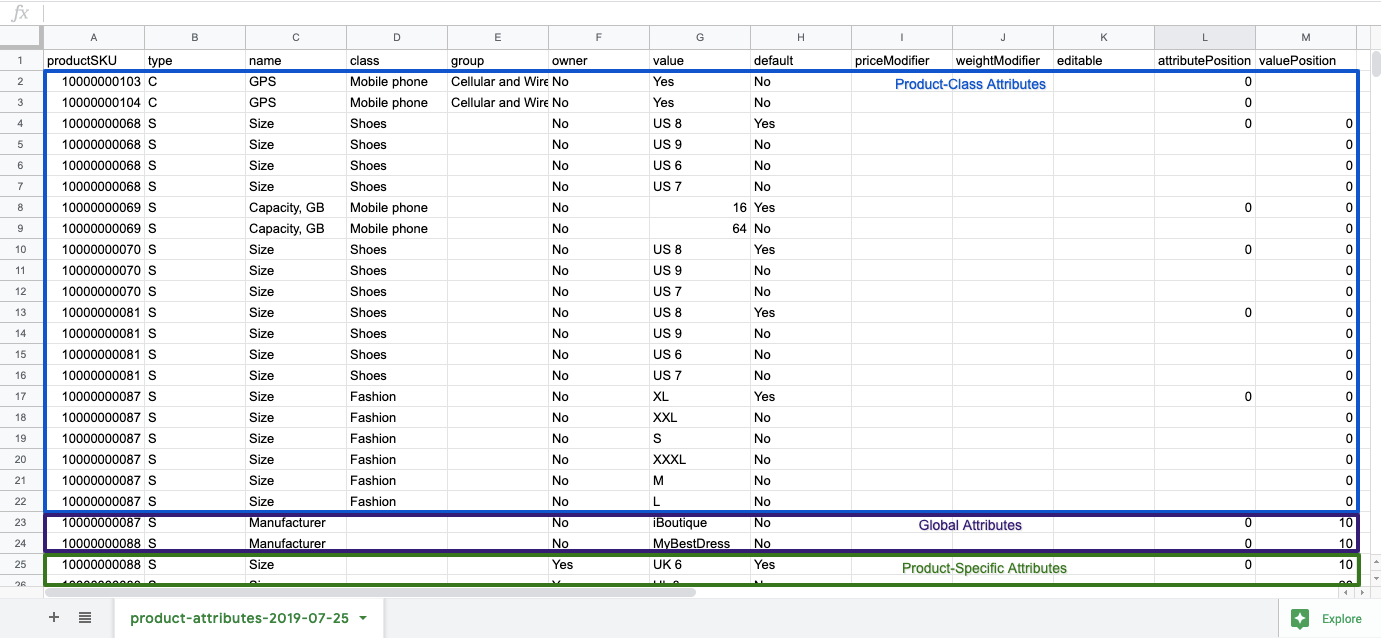 fx
A B C D E F G H I J K L M
1 productSKU type name class group owner value default priceModifier weightModifier editable attributePosition valuePosition
2 10000000103 C GPS Mobile phone Cellular and Wire No Yes No Product-Class Attributes 0
3 10000000104 C GPS Mobile phone Cellular and Wire No Yes No 0
4 10000000068 S Size Shoes No US 8 Yes 0 0
5 10000000068 S Size Shoes No US 9 No 0
6 10000000068 S Size Shoes No US 6 No 0
7 10000000068 S Size Shoes No US 7 No 0
8 10000000069 S Capacity, GB Mobile phone No 16 Yes 0 0
9 10000000069 S Capacity, GB Mobile phone No 64 No 0
10 10000000070 S Size Shoes No US 8 Yes 0 0
11 10000000070 S Size Shoes No US 9 No 0
12 10000000070 S Size Shoes No US 7 No 0
13 10000000081 S Size Shoes No US 8 Yes 0 0
14 10000000081 S Size Shoes No US 9 No 0
15 10000000081 S Size Shoes No US 6 No 0
16 10000000081 S Size Shoes No US 7 No 0
17 10000000087 S Size Fashion No XL Yes 0 0
18 10000000087 S Size Fashion No XXL No 0
19 10000000087 S Size Fashion No S No 0
20 10000000087 S Size Fashion No XXXL No 0
21 10000000087 S Size Fashion No M No 0
22 10000000087 S Size Fashion No L No 0
23 10000000087 S Manufacturer No iBoutique No Global Attributes 0 10
24 10000000088 S Manufacturer No MyBestDress No 0 10
25 10000000088 S Size Yes UK 6 Yes Product-Specific Attributes 0 10
26
product-attributes-2019-07-25
Explore